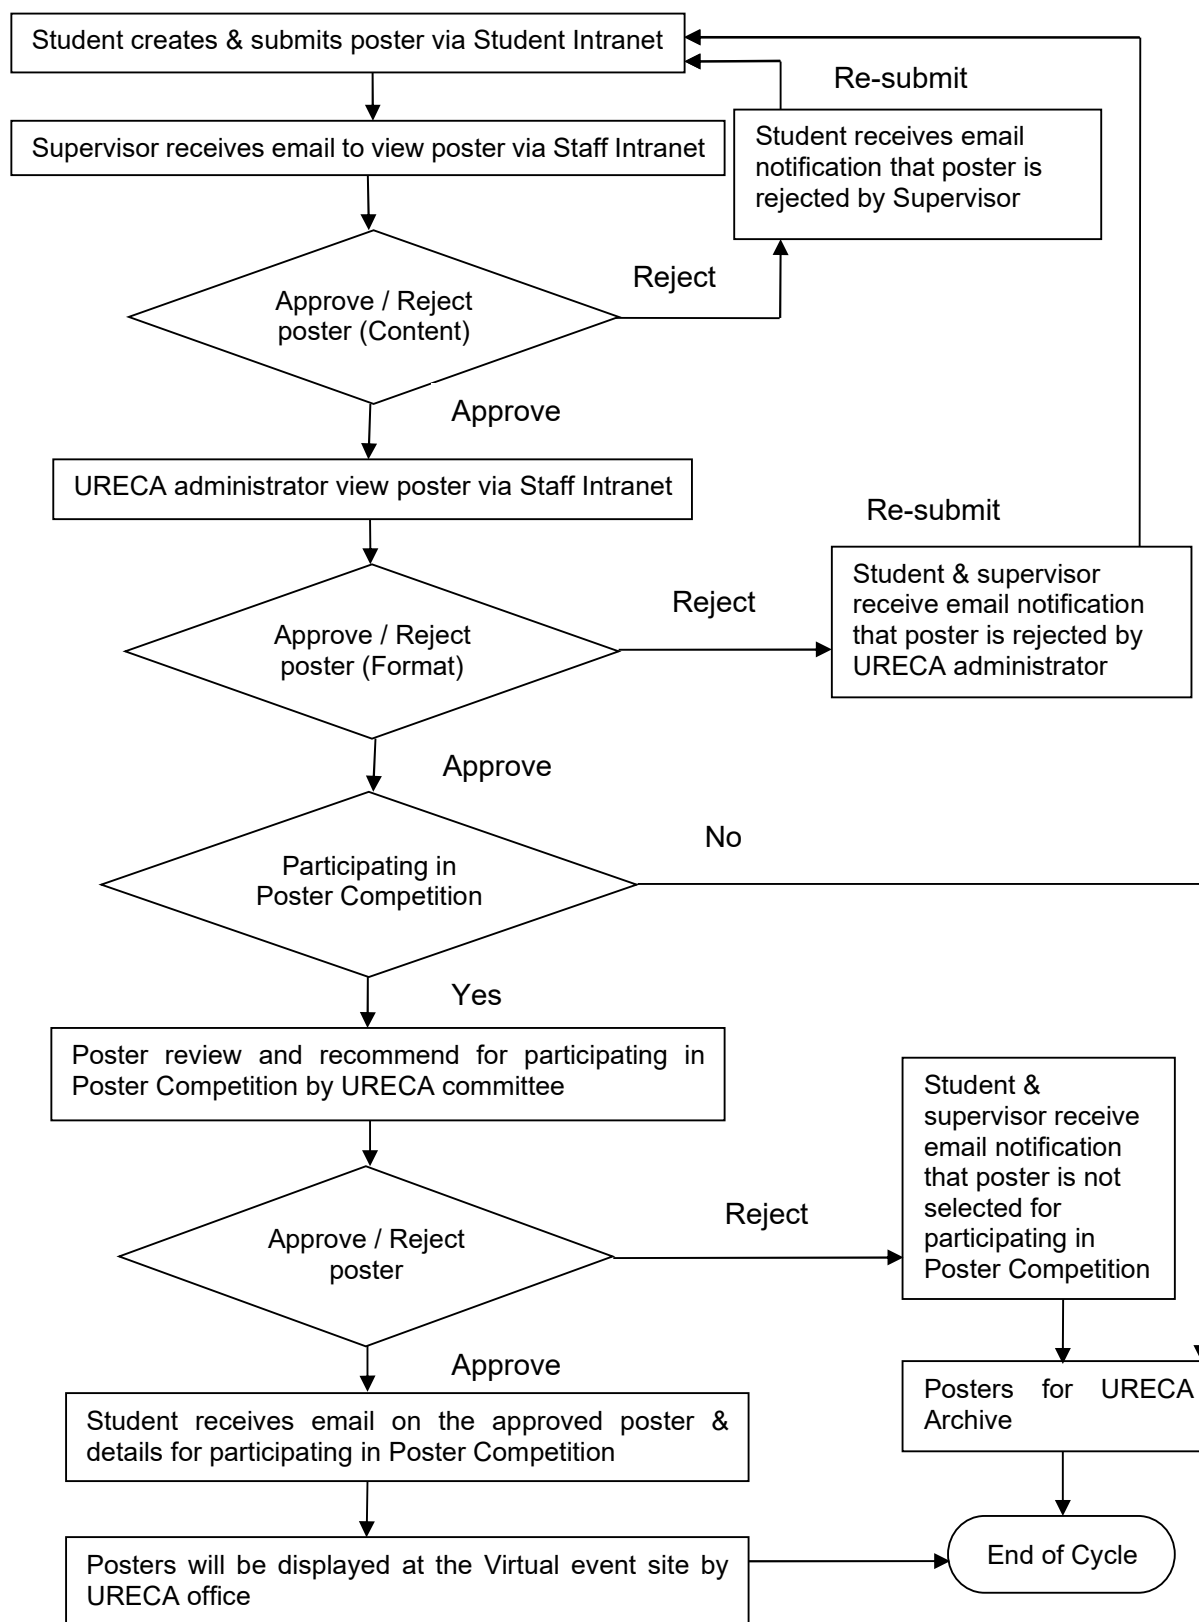 Student creates & submits poster via Student Intranet
Re-submit
Supervisor receives email to view poster via Staff Intranet
Student receives email
notification that poster is
rejected by Supervisor
Approve / Reject
poster (Content)
Reject
Approve
URECA administrator view poster via Staff Intranet
Re-submit
Approve / Reject
poster (Format)
Reject
Student & supervisor
receive email notification
that poster is rejected by
URECA administrator
Approve
Participating in
Poster Competition
No
Yes
Poster review and recommend for participating in
Poster Competition by URECA committee
Approve / Reject
poster
Reject
Student &
supervisor receive
email notification
that poster is not
selected for
participating in
Poster Competition
Approve
Student receives email on the approved poster &
details for participating in Poster Competition
Posters for URECA
Archive
Posters will be displayed at the Virtual event site by
URECA office
End of Cycle